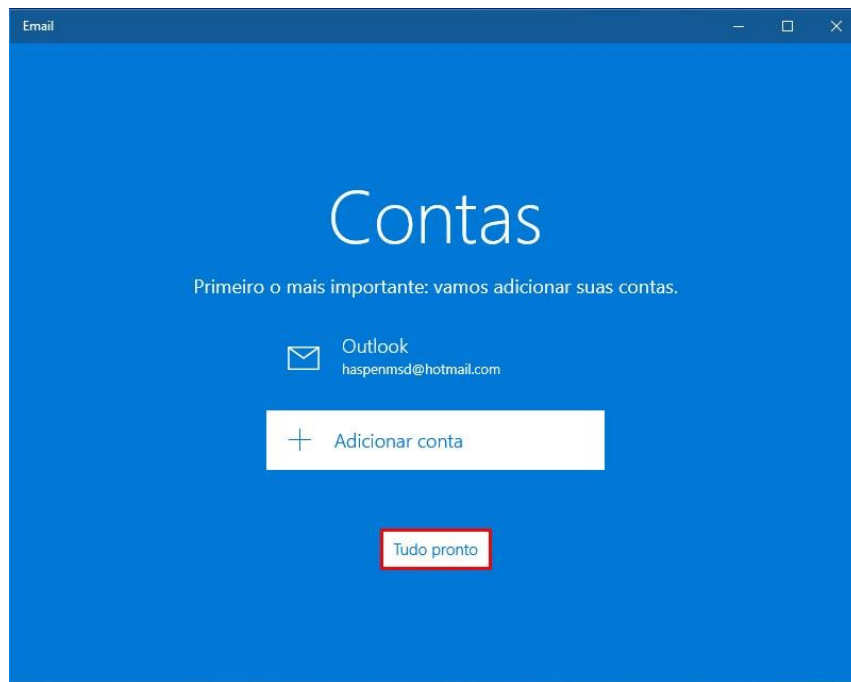 Email
Contas
Primeiro o mais importante: vamos adicionar suas contas.
Outlook
haspenmsd@hotmail.com
Adicionar conta
Tudo pronto